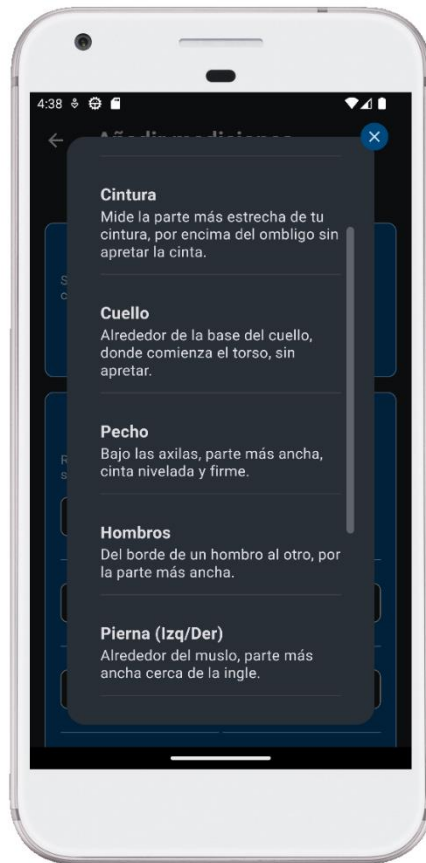 4:38
Añadir mediciones
Cintura
Mide la parte más estrecha de tu
cintura, por encima del ombligo sin
apretar la cinta.
Cuello
Alrededor de la base del cuello,
donde comienza el torso, sin
apretar.
Pecho
Bajo las axilas, parte más ancha,
cinta nivelada y firme.
Hombros
Del borde de un hombro al otro, por
la parte más ancha.
Pierna (Izq/Der)
Alrededor del muslo, parte más
ancha cerca de la ingle.